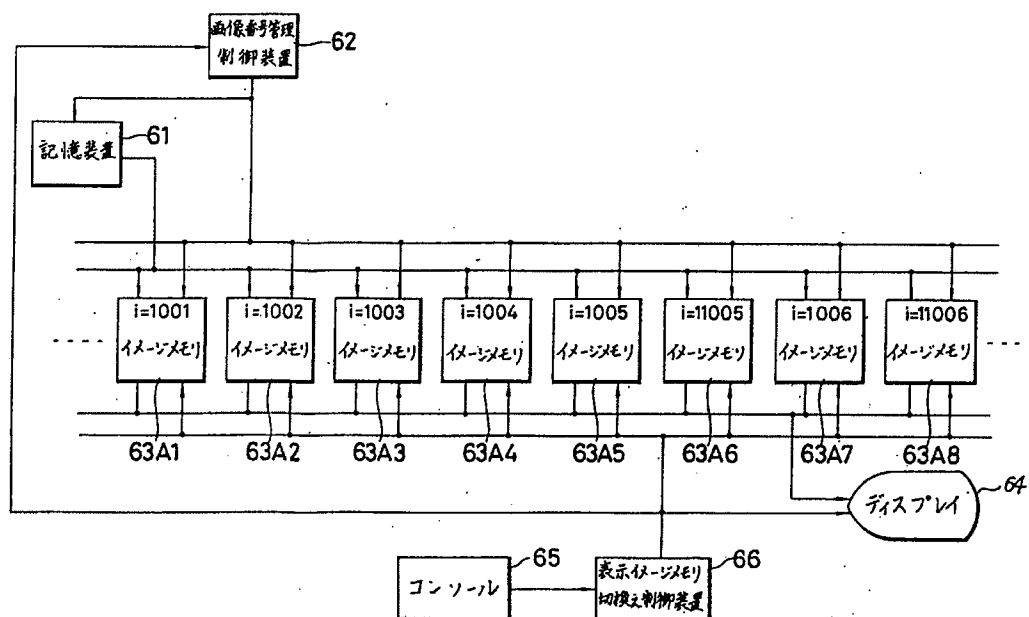 画像番号管理
制御装置
62
記憶装置
61
i=1001
イメージメモリ
i=1002
イメージメモリ
i=1003
イメージメモリ
i=1004
イメージメモリ
i=1005
イメージメモリ
i=11005
イメージメモリ
i=1006
イメージメモリ
i=11006
イメージメモリ
63A1
63A2
63A3
63A4
63A5
63A6
63A7
63A8
ディスプレイ
64
コンソール
65
表示イメージメモリ
切換え制御装置
66